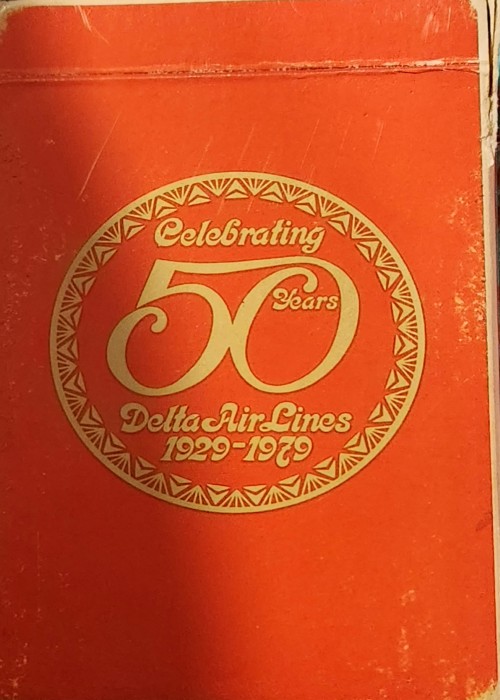 Celebrating
50
Years
Delta Air Lines
1929-1979